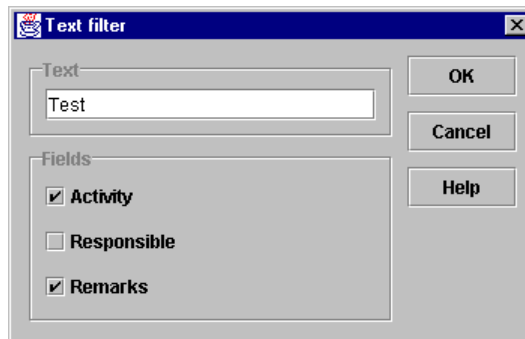 Text filter
Text
Test
Fields
Activity
Responsible
Remarks
OK
Cancel
Help